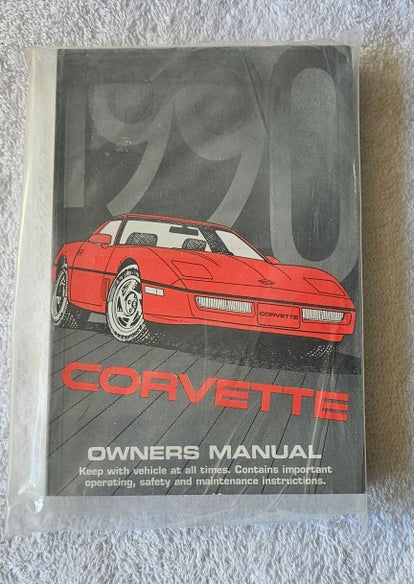 1990
CORVETTE
CORVETTE
OWNERS MANUAL
Keep with vehicle at all times. Contains important
operating, safety and maintenance instructions.